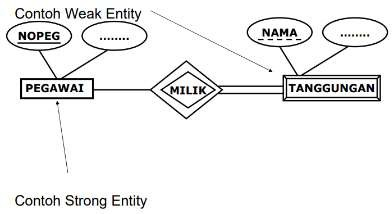 Contoh Weak Entity
NOPEG
........
NAMA
........
PEGAWAI
MILIK
TANGGUNGAN
Contoh Strong Entity